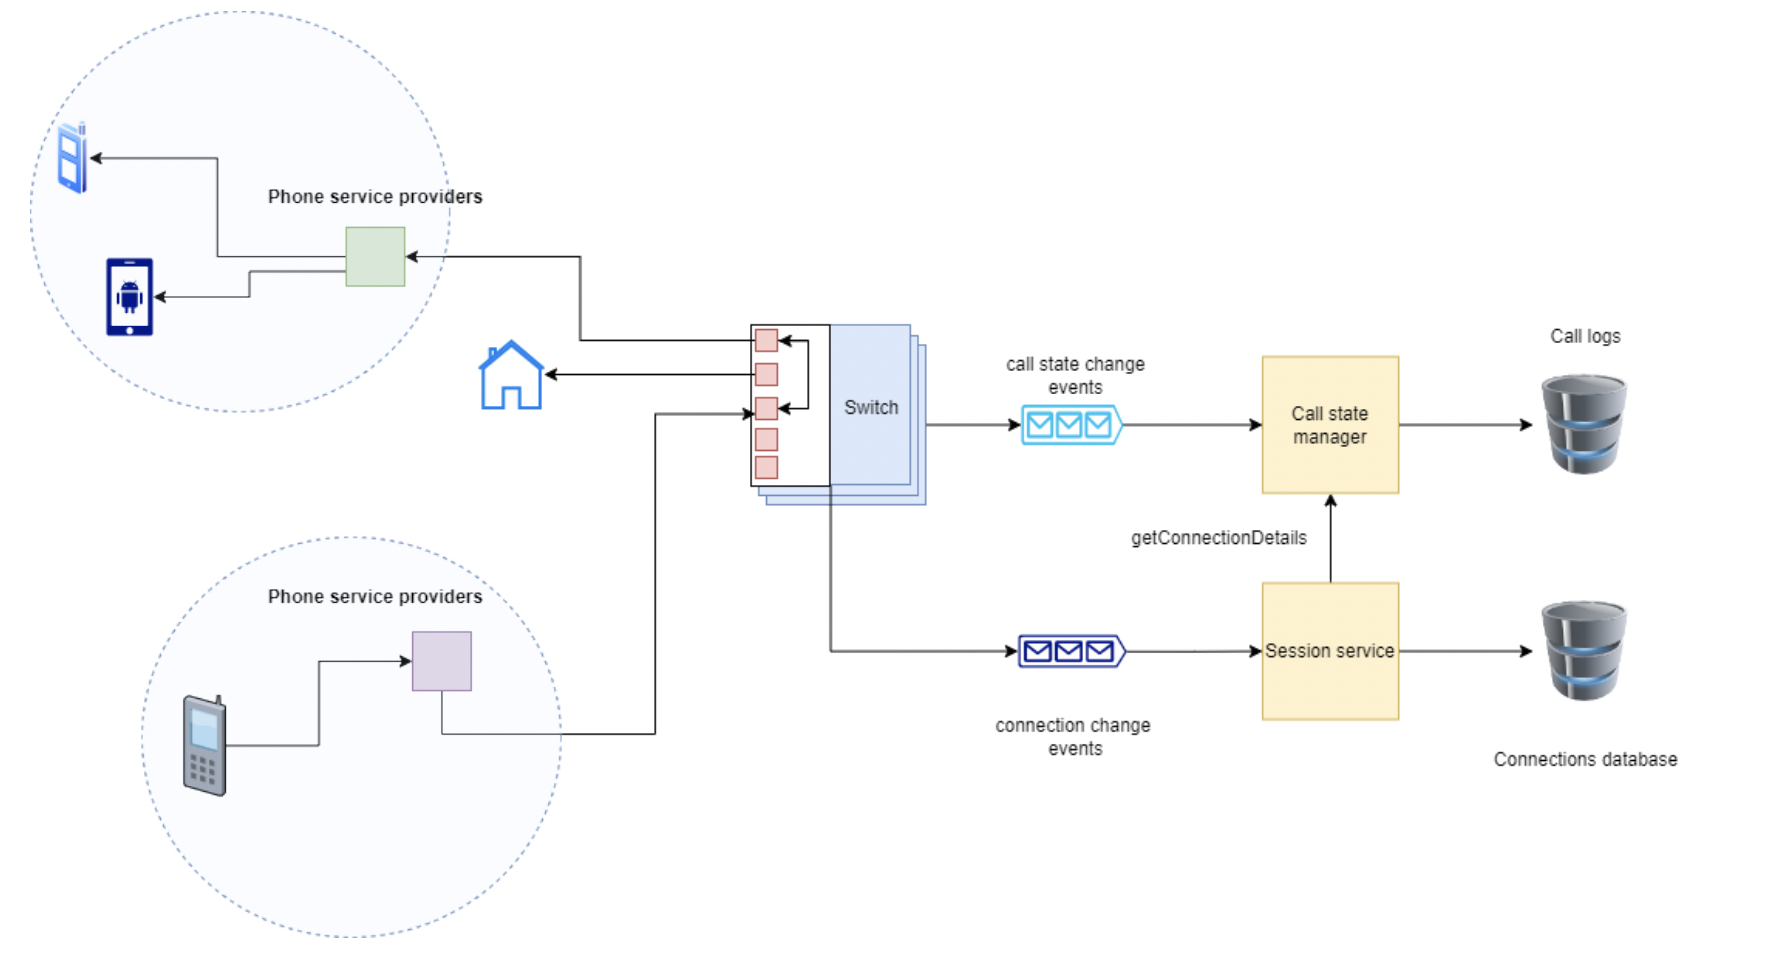 Phone service providers
Call logs
call state change
events
Switch
Call state
manager
getConnectionDetails
Phone service providers
Session service
connection change
events
Connections database